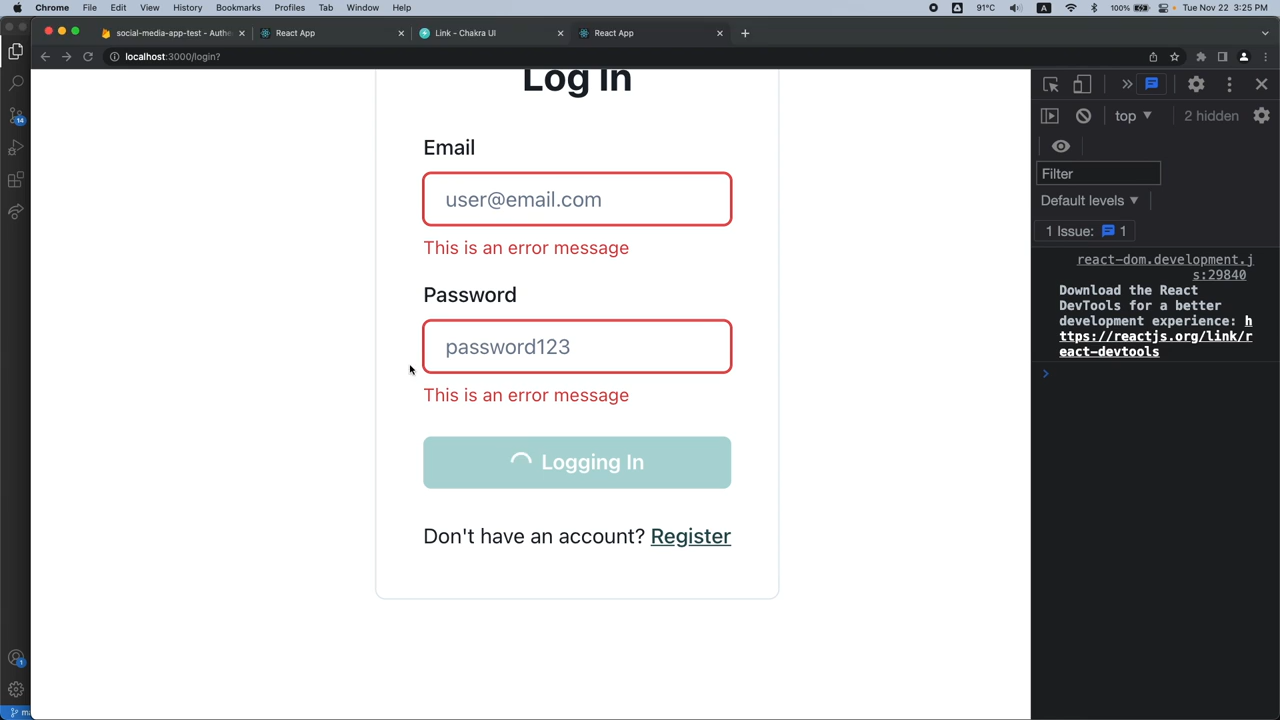 Chrome File Edit View History Bookmarks Profiles Tab Window Help 91°C A 100% Tue Nov 22 3:25 PM
social-media-app-test - Authe React App Link - Chakra UI React App
localhost:3000/login?
14
Log In
Email
user@email.com
This is an error message
Password
password123
This is an error message
Logging In
Don't have an account? Register
top 2 hidden
Filter
Default levels
1 Issue: 1
react-dom.development.j
s:29840
Download the React
DevTools for a better
development experience: h
ttps://reactjs.org/link/r
eact-devtools
1